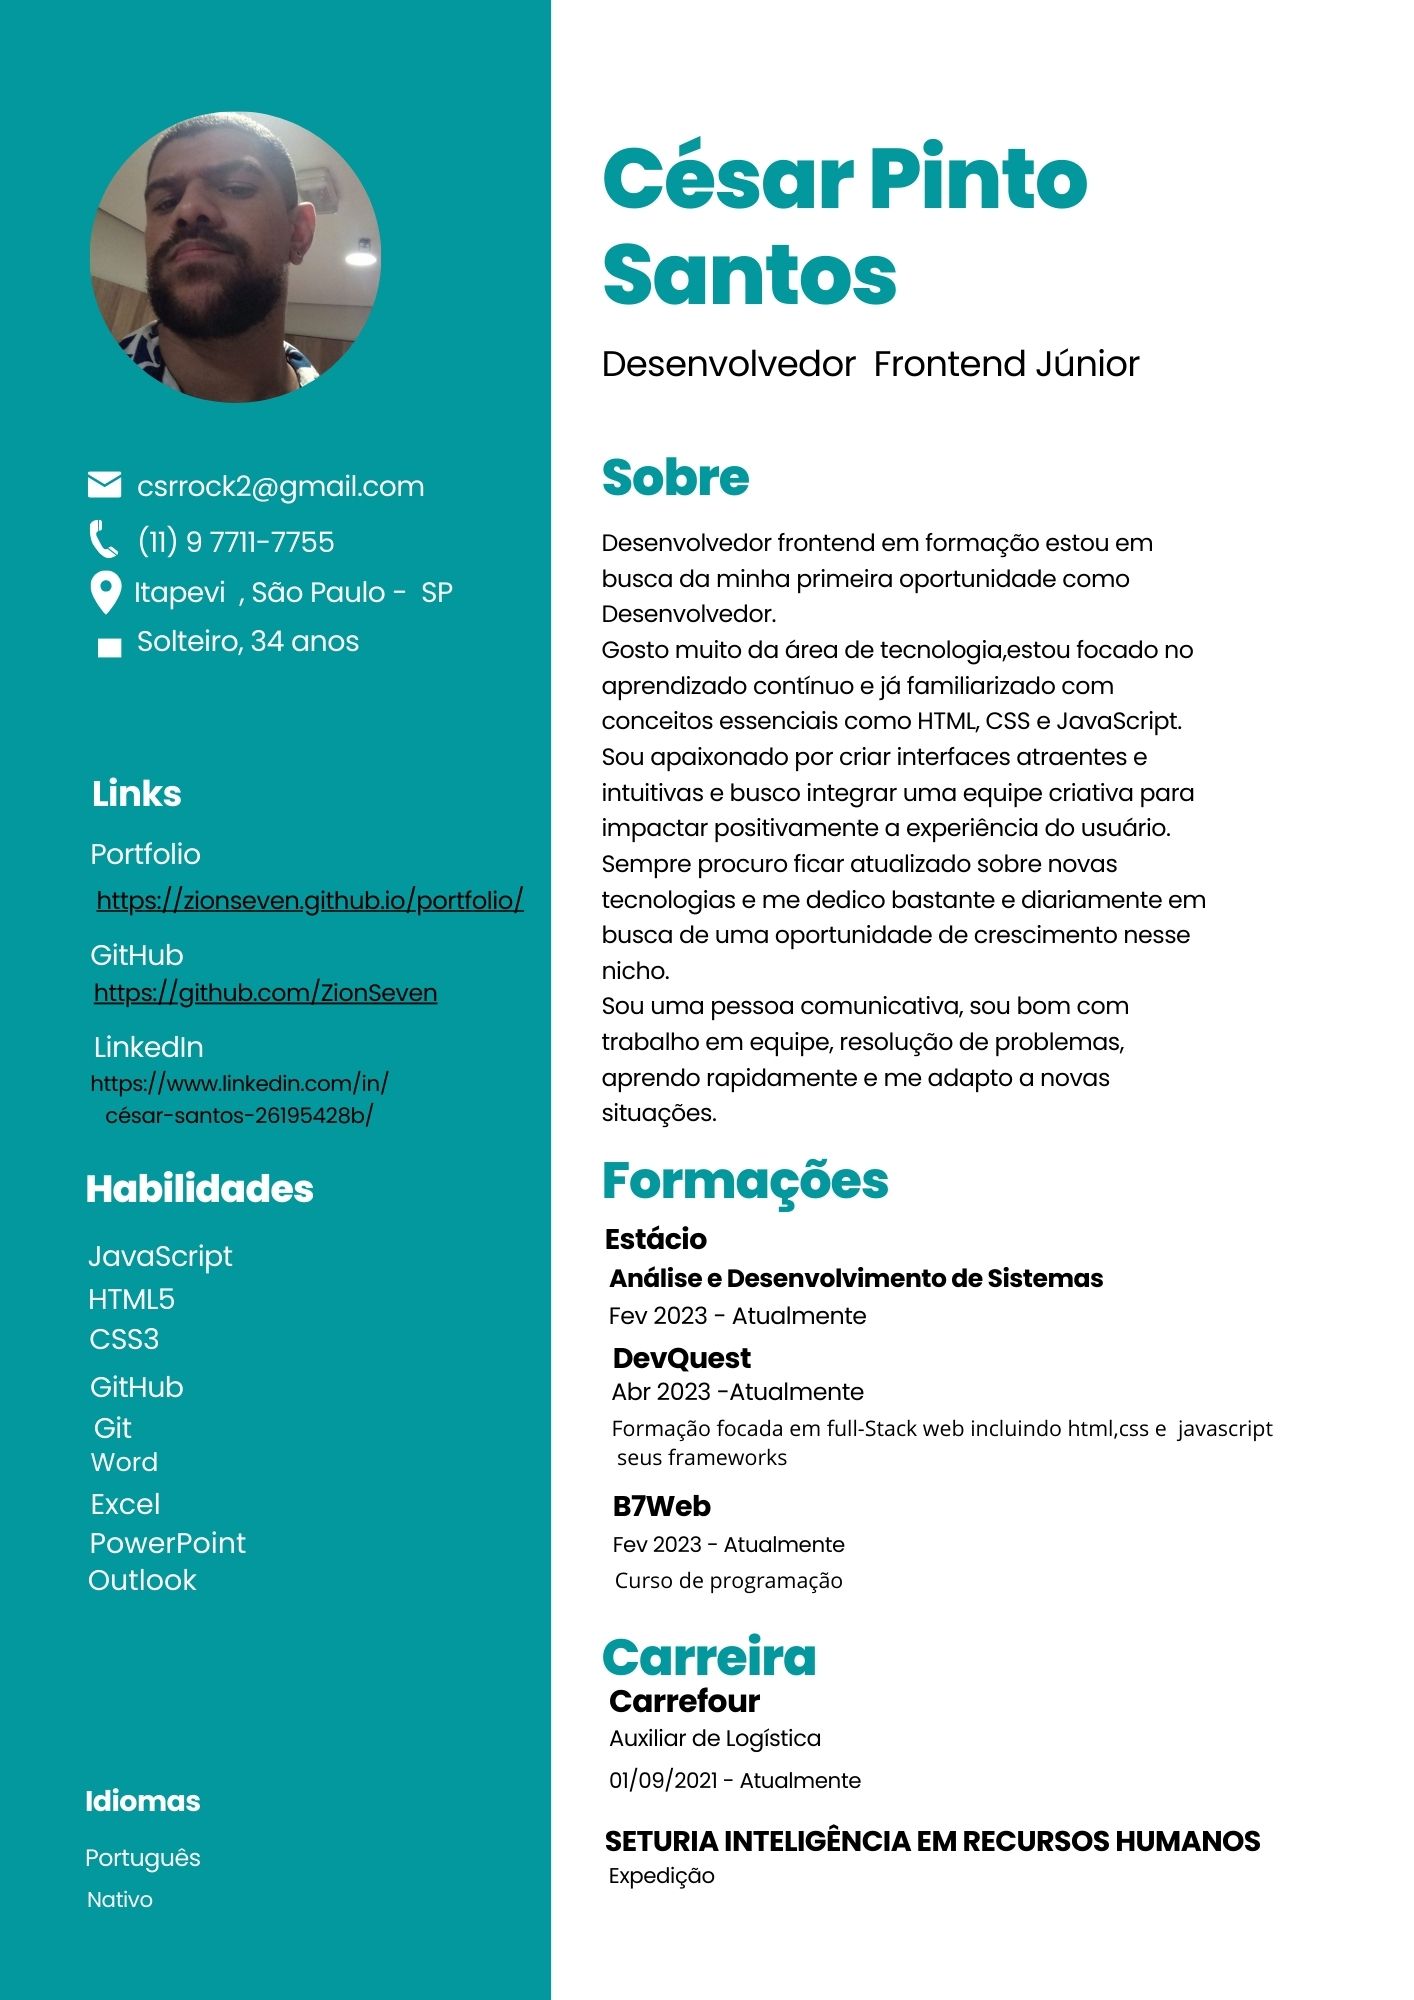 csrrock2@gmail.com
(11) 9 7711-7755
Itapevi , São Paulo - SP
Solteiro, 34 anos
Links
Portfolio
https://zionseven.github.io/portfolio/
GitHub
https://github.com/ZionSeven
LinkedIn
https://www.linkedin.com/in/
césar-santos-26195428b/
Habilidades
JavaScript
HTML5
CSS3
GitHub
Git
Word
Excel
PowerPoint
Outlook
Idiomas
Português
Nativo
César Pinto
Santos
Desenvolvedor Frontend Júnior
Sobre
Desenvolvedor frontend em formação estou em
busca da minha primeira oportunidade como
Desenvolvedor.
Gosto muito da área de tecnologia,estou focado no
aprendizado contínuo e já familiarizado com
conceitos essenciais como HTML, CSS e JavaScript.
Sou apaixonado por criar interfaces atraentes e
intuitivas e busco integrar uma equipe criativa para
impactar positivamente a experiência do usuário.
Sempre procuro ficar atualizado sobre novas
tecnologias e me dedico bastante e diariamente em
busca de uma oportunidade de crescimento nesse
nicho.
Sou uma pessoa comunicativa, sou bom com
trabalho em equipe, resolução de problemas,
aprendo rapidamente e me adapto a novas
situações.
Formações
Estácio
Análise e Desenvolvimento de Sistemas
Fev 2023 - Atualmente
DevQuest
Abr 2023 -Atualmente
Formação focada em full-Stack web incluindo html,css e javascript
seus frameworks
B7Web
Fev 2023 - Atualmente
Curso de programação
Carreira
Carrefour
Auxiliar de Logística
01/09/2021 - Atualmente
SETURIA INTELIGÊNCIA EM RECURSOS HUMANOS
Expedição